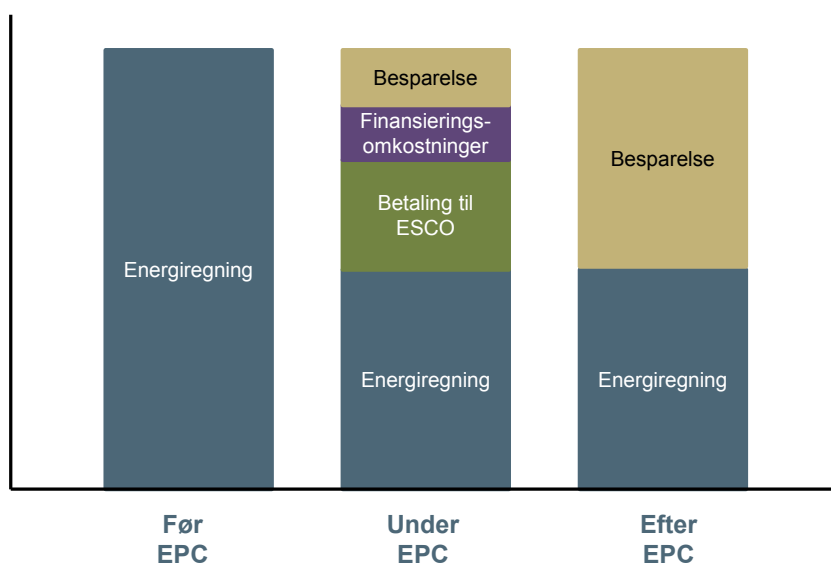 Energiregning
Besparelse
Finansierings-
omkostninger
Betaling til
ESCO
Energiregning
Besparelse
Energiregning
Før
EPC
Under
EPC
Efter
EPC